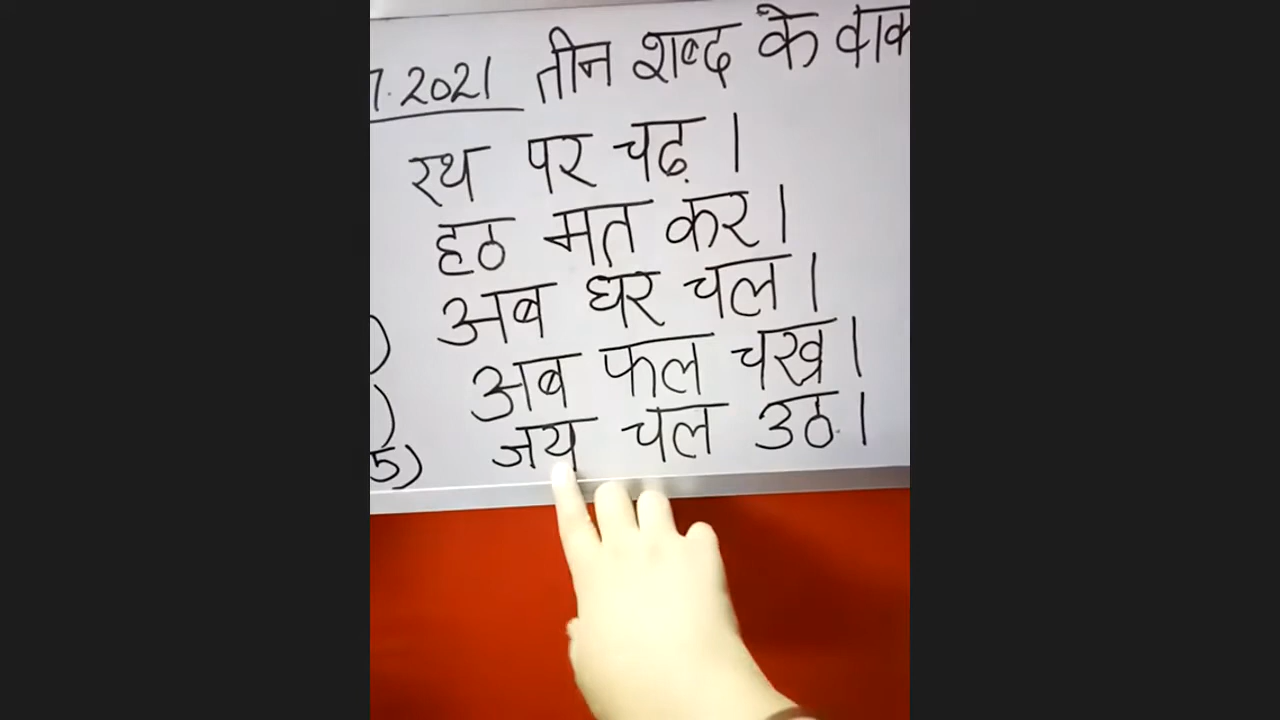 7.2021 तीन शब्द के वाक
रथ पर चढ़ ।
हठ मत कर ।
अब घर चल ।
अब फल चख ।
5) जय चल उठ ।